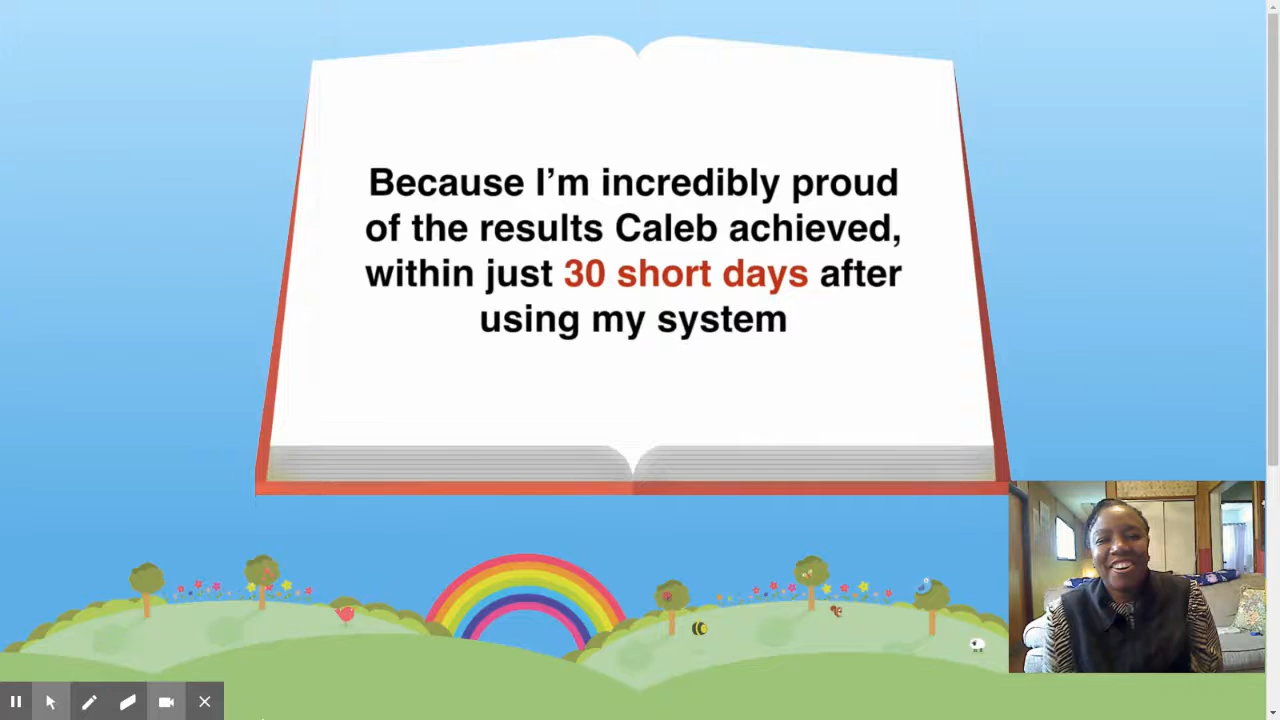 Because I’m incredibly proud
of the results Caleb achieved,
within just 30 short days after
using my system